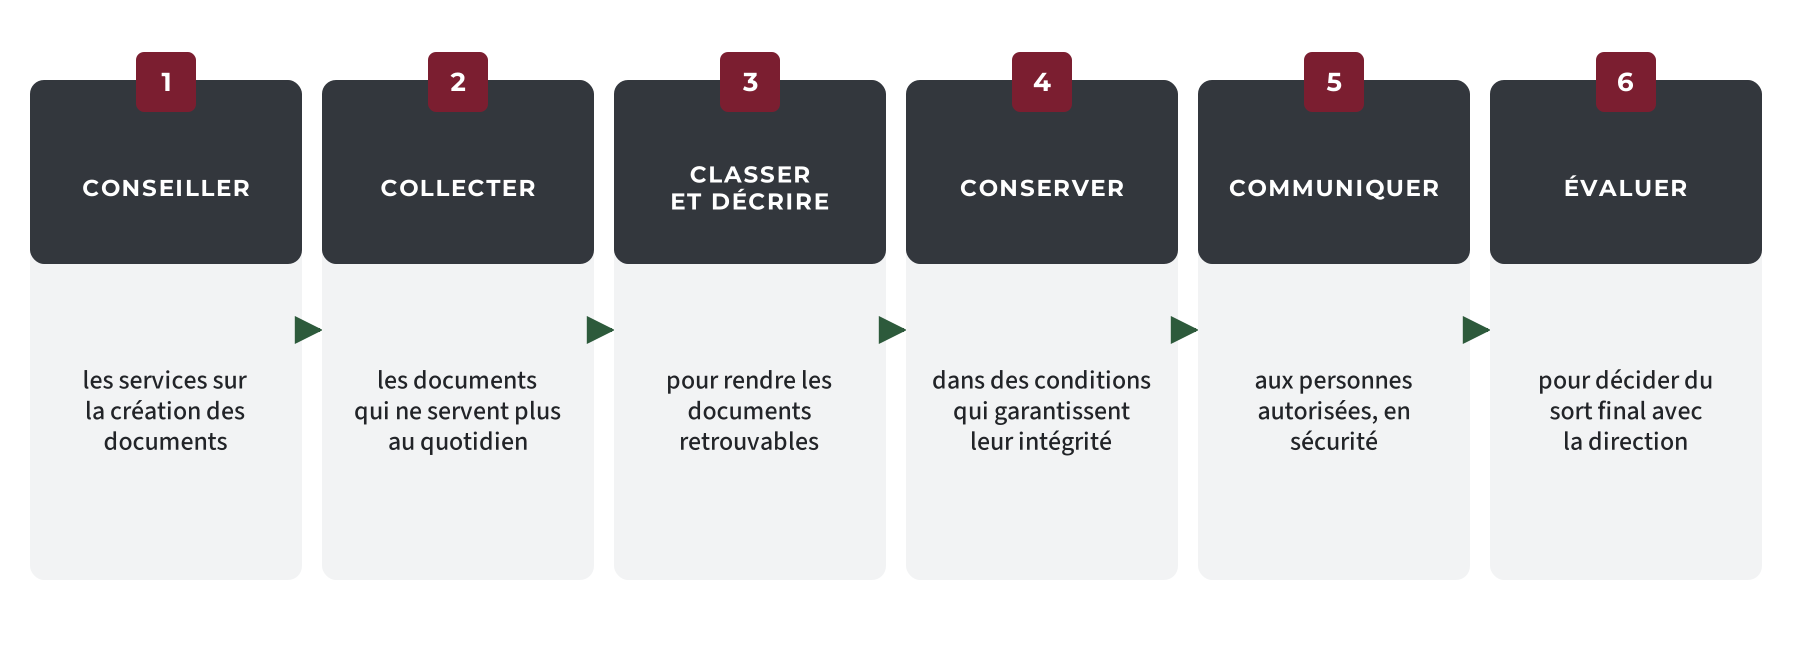 1
CONSEILLER
les services sur
la création des
documents
2
COLLECTER
les documents
qui ne servent plus
au quotidien
3
CLASSER
ET DÉCRIRE
pour rendre les
documents
retrouvables
4
CONSERVER
dans des conditions
qui garantissent
leur intégrité
5
COMMUNIQUER
aux personnes
autorisées, en
sécurité
6
ÉVALUER
pour décider du
sort final avec
la direction